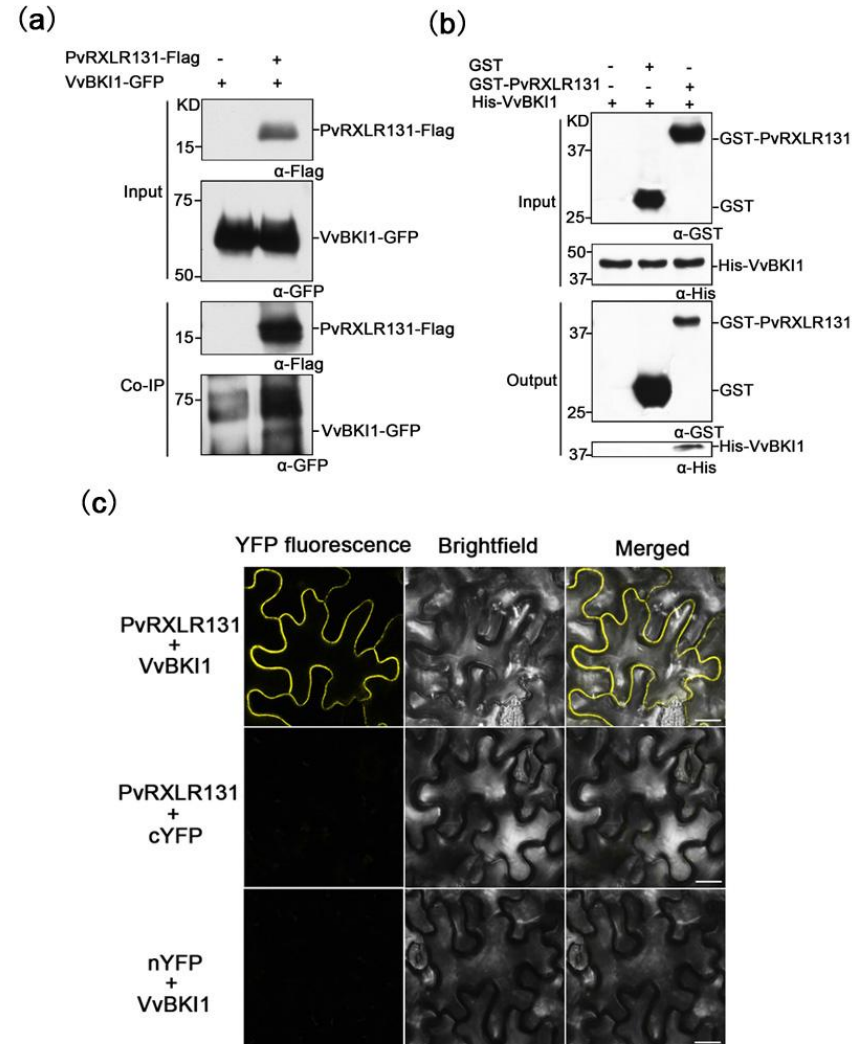 (a)
PvRXLR131-Flag - +
VvBKI1-GFP + +
KD
15
PvRXLR131-Flag
α-Flag
Input
75
VvBKI1-GFP
50
α-GFP
15
PvRXLR131-Flag
α-Flag
Co-IP
75
VvBKI1-GFP
α-GFP
(b)
GST - + -
GST-PvRXLR131 - - +
His-VvBKI1 + + +
KD
37
GST-PvRXLR131
Input
GST
25
α-GST
50
His-VvBKI1
37
α-His
37
GST-PvRXLR131
Output
GST
25
α-GST
His-VvBKI1
37
α-His
(c)
YFP fluorescence Brightfield Merged
PvRXLR131
+
VvBKI1
PvRXLR131
+
cYFP
nYFP
+
VvBKI1